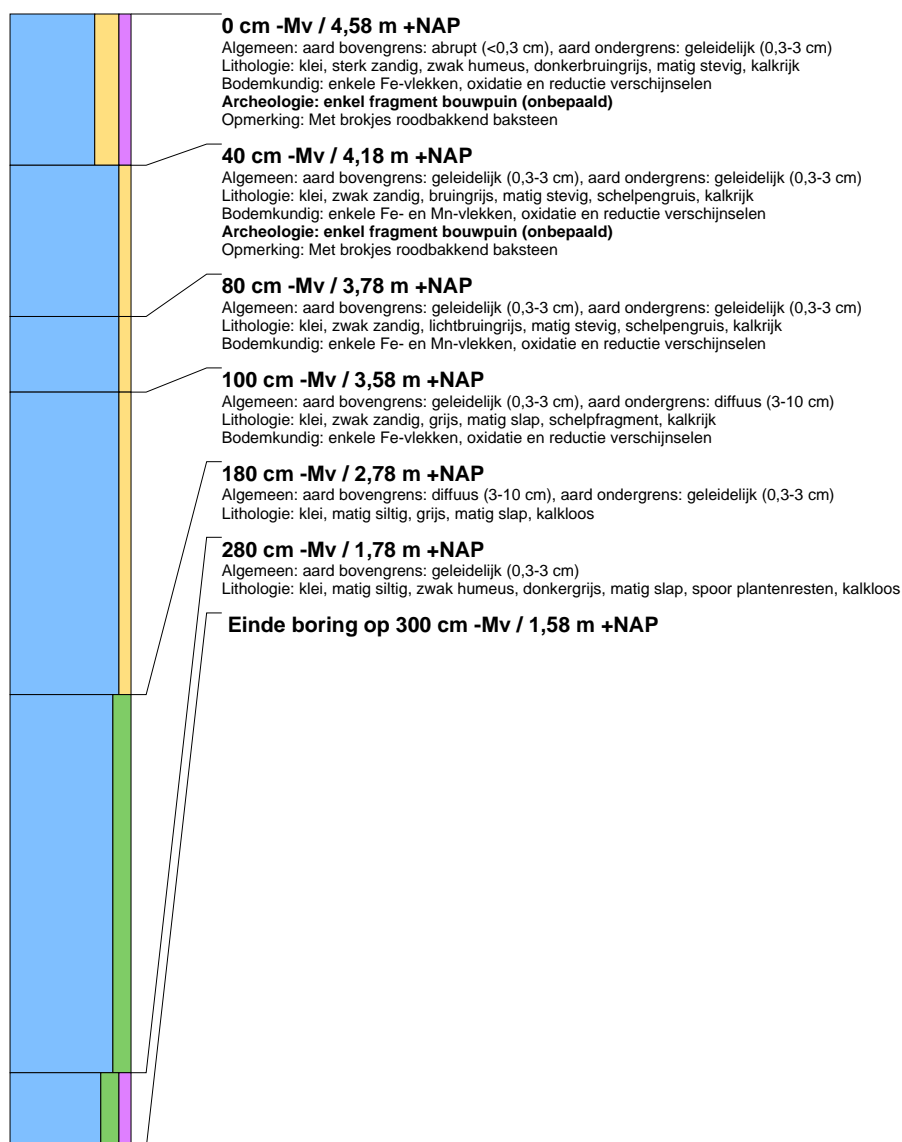 0 cm -Mv / 4,58 m +NAP
Algemeen: aard bovengrens: abrupt (<0,3 cm), aard ondergrens: geleidelijk (0,3-3 cm)
Lithologie: klei, sterk zandig, zwak humeus, donkerbruingrijs, matig stevig, kalkrijk
Bodemkundig: enkele Fe-vlekken, oxidatie en reductie verschijnselen
Archeologie: enkel fragment bouwpuin (onbepaald)
Opmerking: Met brokjes roodbakkend baksteen
40 cm -Mv / 4,18 m +NAP
Algemeen: aard bovengrens: geleidelijk (0,3-3 cm), aard ondergrens: geleidelijk (0,3-3 cm)
Lithologie: klei, zwak zandig, bruingrijs, matig stevig, schelpengruis, kalkrijk
Bodemkundig: enkele Fe- en Mn-vlekken, oxidatie en reductie verschijnselen
Archeologie: enkel fragment bouwpuin (onbepaald)
Opmerking: Met brokjes roodbakkend baksteen
80 cm -Mv / 3,78 m +NAP
Algemeen: aard bovengrens: geleidelijk (0,3-3 cm), aard ondergrens: geleidelijk (0,3-3 cm)
Lithologie: klei, zwak zandig, lichtbruingrijs, matig stevig, schelpengruis, kalkrijk
Bodemkundig: enkele Fe- en Mn-vlekken, oxidatie en reductie verschijnselen
100 cm -Mv / 3,58 m +NAP
Algemeen: aard bovengrens: geleidelijk (0,3-3 cm), aard ondergrens: diffuus (3-10 cm)
Lithologie: klei, zwak zandig, grijs, matig slap, schelpfragment, kalkrijk
Bodemkundig: enkele Fe-vlekken, oxidatie en reductie verschijnselen
180 cm -Mv / 2,78 m +NAP
Algemeen: aard bovengrens: diffuus (3-10 cm), aard ondergrens: geleidelijk (0,3-3 cm)
Lithologie: klei, matig siltig, grijs, matig slap, kalkloos
280 cm -Mv / 1,78 m +NAP
Algemeen: aard bovengrens: geleidelijk (0,3-3 cm)
Lithologie: klei, matig siltig, zwak humeus, donkergrijs, matig slap, spoor plantenresten, kalkloos
Einde boring op 300 cm -Mv / 1,58 m +NAP